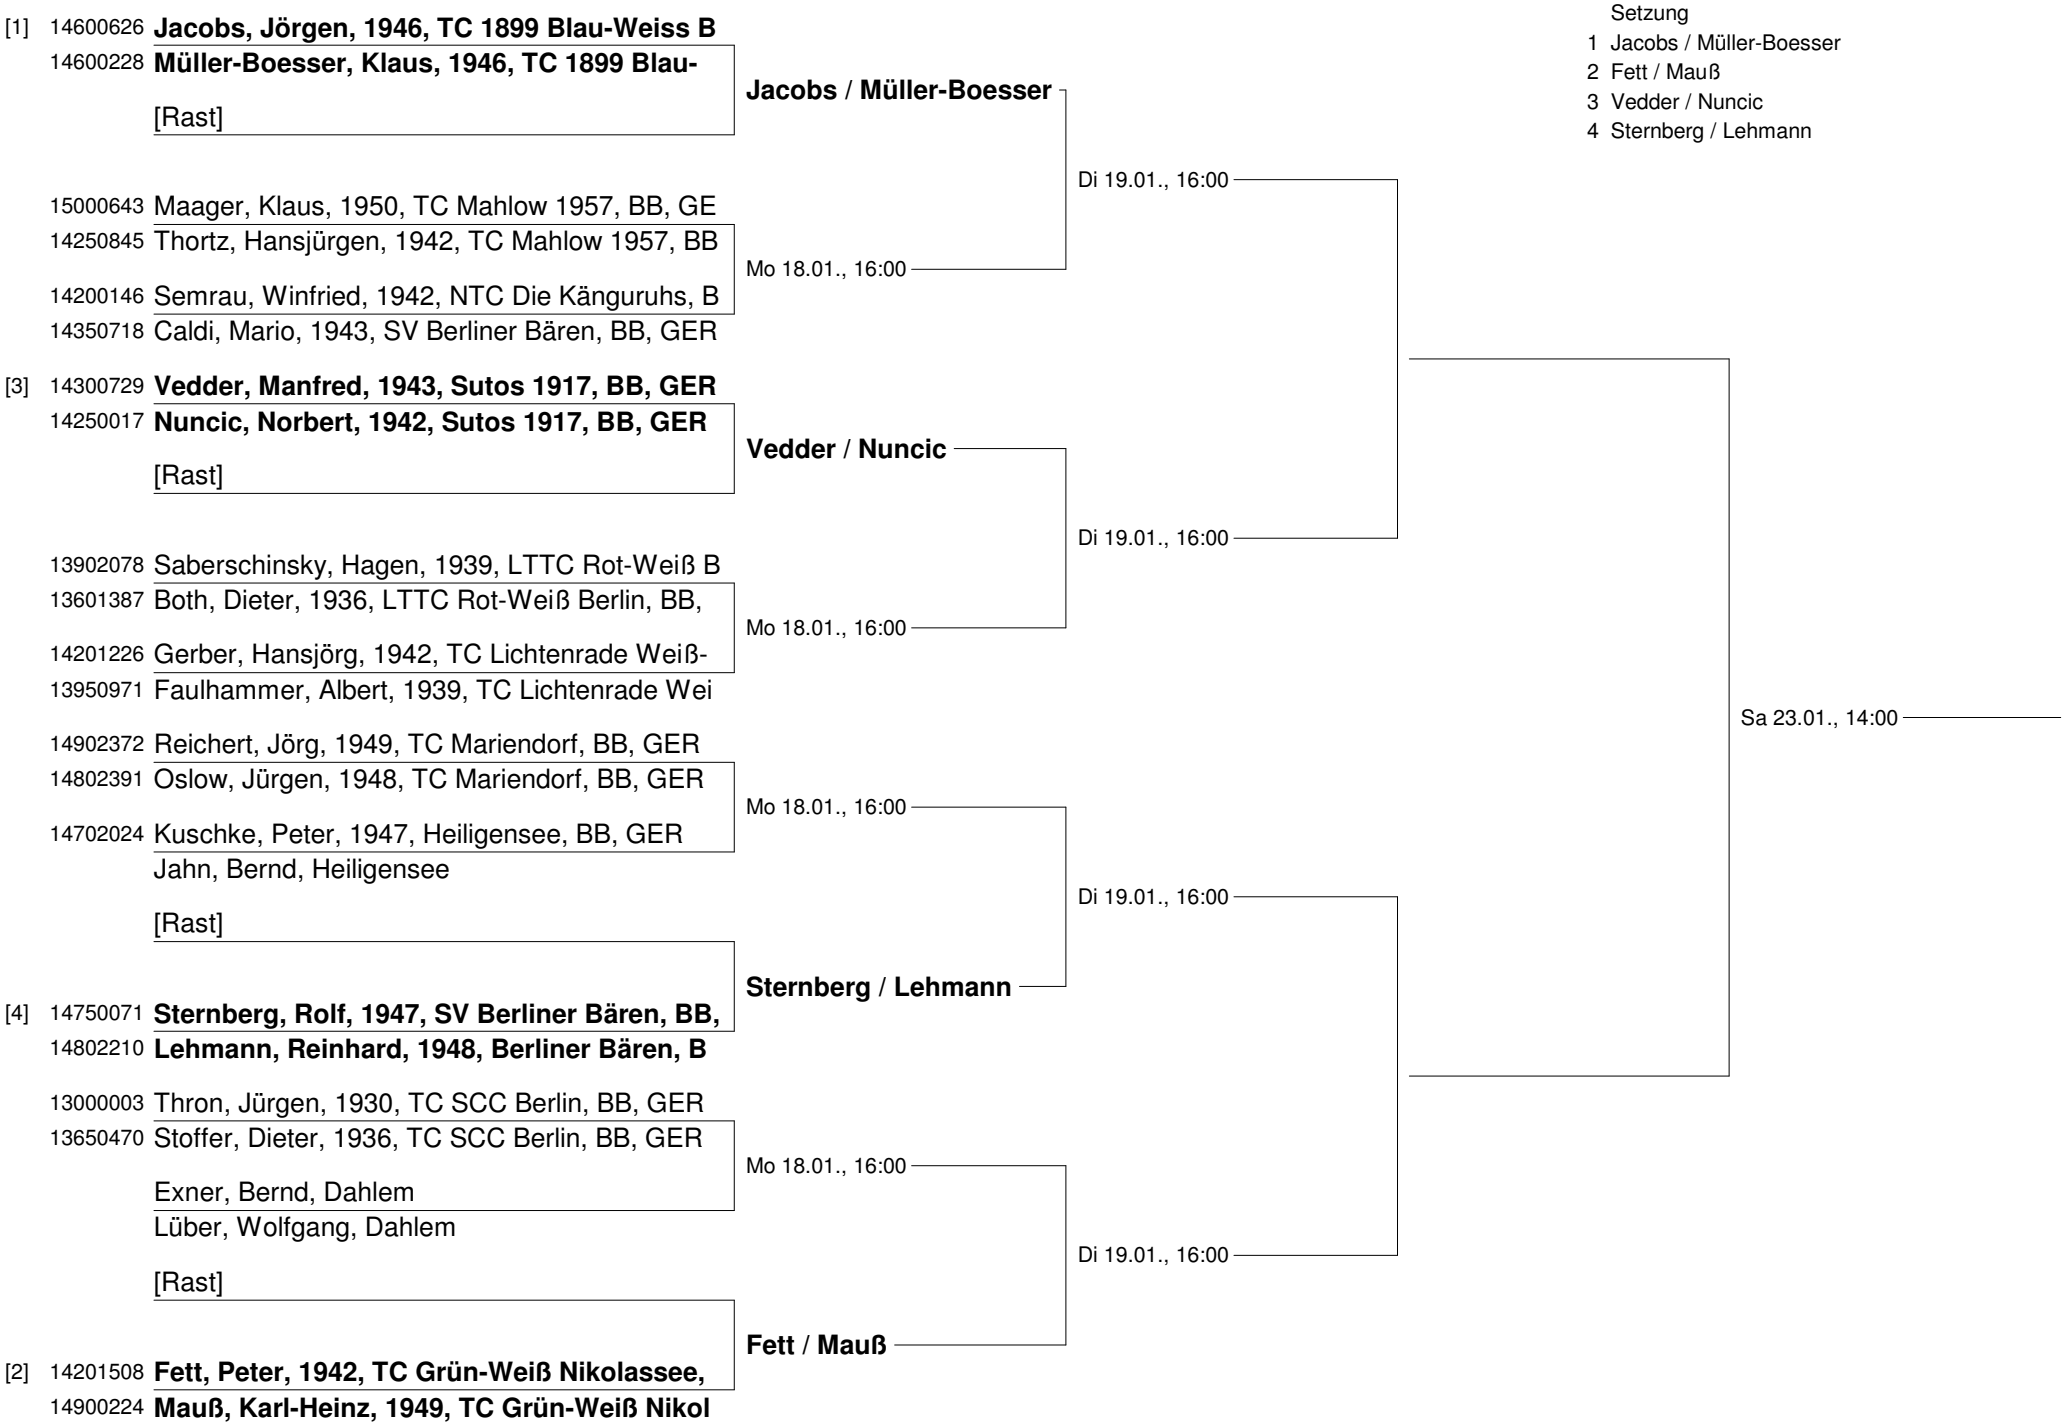 [1] 14600626 Jacobs, Jörgen, 1946, TC 1899 Blau-Weiss B
14600228 Müller-Boesser, Klaus, 1946, TC 1899 Blau-
[Rast]
Jacobs / Müller-Boesser
15000643 Maager, Klaus, 1950, TC Mahlow 1957, BB, GE
14250845 Thortz, Hansjürgen, 1942, TC Mahlow 1957, BB
14200146 Semrau, Winfried, 1942, NTC Die Känguruhs, B
14350718 Caldi, Mario, 1943, SV Berliner Bären, BB, GER
Mo 18.01., 16:00
Di 19.01., 16:00
[3] 14300729 Vedder, Manfred, 1943, Sutos 1917, BB, GER
14250017 Nuncic, Norbert, 1942, Sutos 1917, BB, GER
[Rast]
Vedder / Nuncic
13902078 Saberschinsky, Hagen, 1939, LTTC Rot-Weiß B
13601387 Both, Dieter, 1936, LTTC Rot-Weiß Berlin, BB,
14201226 Gerber, Hansjörg, 1942, TC Lichtenrade Weiß-
13950971 Faulhammer, Albert, 1939, TC Lichtenrade Wei
Mo 18.01., 16:00
Di 19.01., 16:00
14902372 Reichert, Jörg, 1949, TC Mariendorf, BB, GER
14802391 Oslow, Jürgen, 1948, TC Mariendorf, BB, GER
14702024 Kuschke, Peter, 1947, Heiligensee, BB, GER
Jahn, Bernd, Heiligensee
Mo 18.01., 16:00
[Rast]
[4] 14750071 Sternberg, Rolf, 1947, SV Berliner Bären, BB,
14802210 Lehmann, Reinhard, 1948, Berliner Bären, B
Sternberg / Lehmann
Di 19.01., 16:00
13000003 Thron, Jürgen, 1930, TC SCC Berlin, BB, GER
13650470 Stoffer, Dieter, 1936, TC SCC Berlin, BB, GER
Exner, Bernd, Dahlem
Lüber, Wolfgang, Dahlem
Mo 18.01., 16:00
[Rast]
[2] 14201508 Fett, Peter, 1942, TC Grün-Weiß Nikolassee,
14900224 Mauß, Karl-Heinz, 1949, TC Grün-Weiß Nikol
Fett / Mauß
Di 19.01., 16:00
Sa 23.01., 14:00
Setzung
1 Jacobs / Müller-Boesser
2 Fett / Mauß
3 Vedder / Nuncic
4 Sternberg / Lehmann